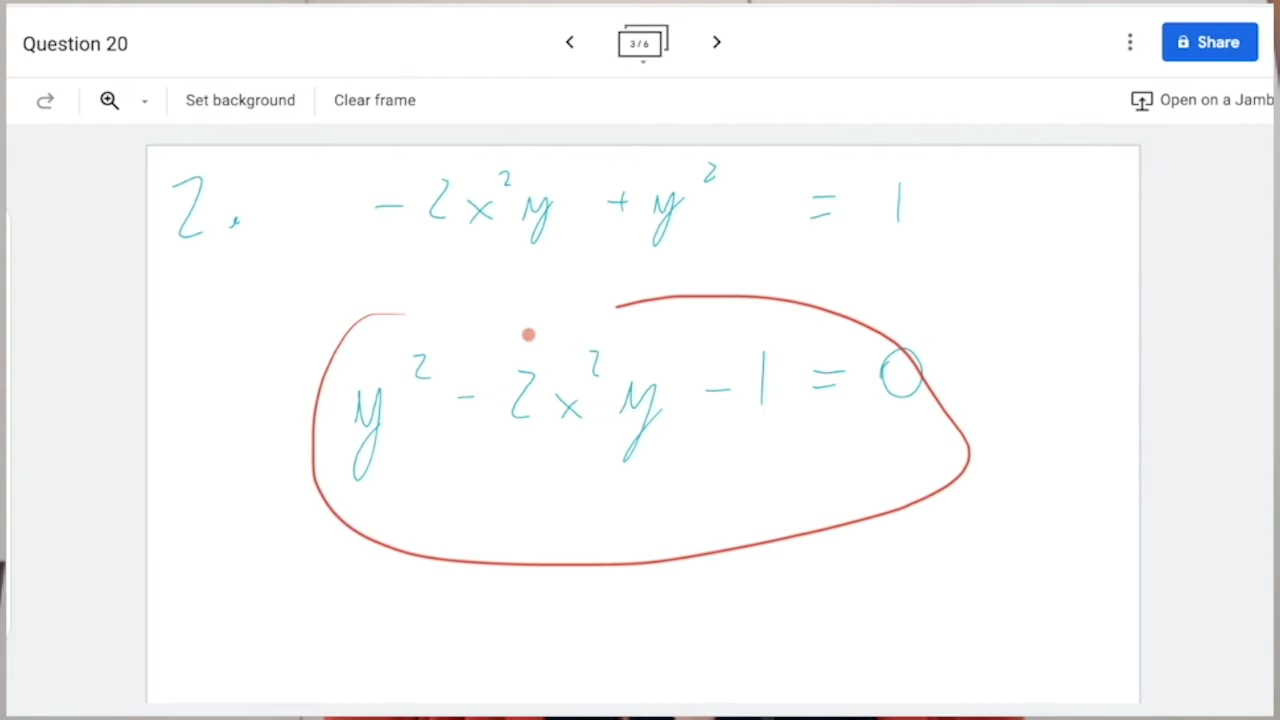 Question 20
3 / 6
Share
Set background
Clear frame
Open on a Jamb
2. - 2x²y + y² = 1
y² - 2x²y - 1 = 0